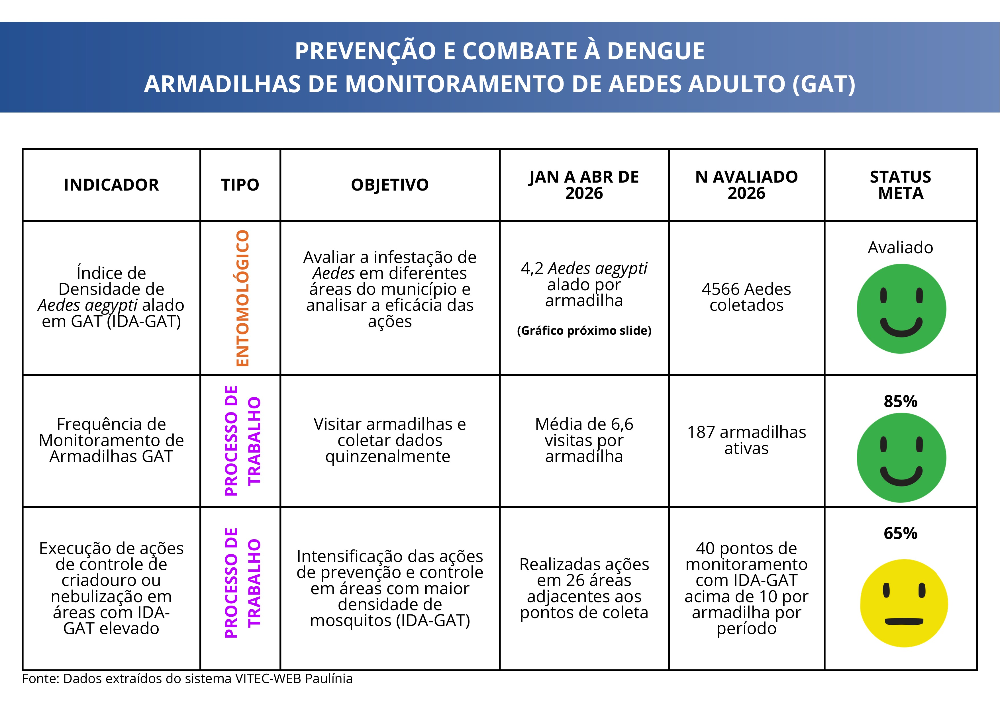 PREVENÇÃO E COMBATE À DENGUE
ARMADILHAS DE MONITORAMENTO DE AEDES ADULTO (GAT)
INDICADOR
TIPO
OBJETIVO
JAN A ABR DE
2026
N AVALIADO
2026
STATUS
META
Índice de
Densidade de
Aedes aegypti alado
em GAT (IDA-GAT)
ENTOMOLÓGICO
Avaliar a infestação de
Aedes em diferentes
áreas do município e
analisar a eficácia das
ações
4,2 Aedes aegypti
alado por
armadilha
(Gráfico próximo slide)
4566 Aedes
coletados
Avaliado
Frequência de
Monitoramento de
Armadilhas GAT
PROCESSO DE
TRABALHO
Visitar armadilhas e
coletar dados
quinzenalmente
Média de 6,6
visitas por
armadilha
187 armadilhas
ativas
85%
Execução de ações
de controle de
criadouro ou
nebulização em
áreas com IDA-
GAT elevado
PROCESSO DE
TRABALHO
Intensificação das ações
de prevenção e controle
em áreas com maior
densidade de
mosquitos (IDA-GAT)
Realizadas ações
em 26 áreas
adjacentes aos
pontos de coleta
40 pontos de
monitoramento
com IDA-GAT
acima de 10 por
armadilha por
período
65%
Fonte: Dados extraídos do sistema VITEC-WEB Paulínia